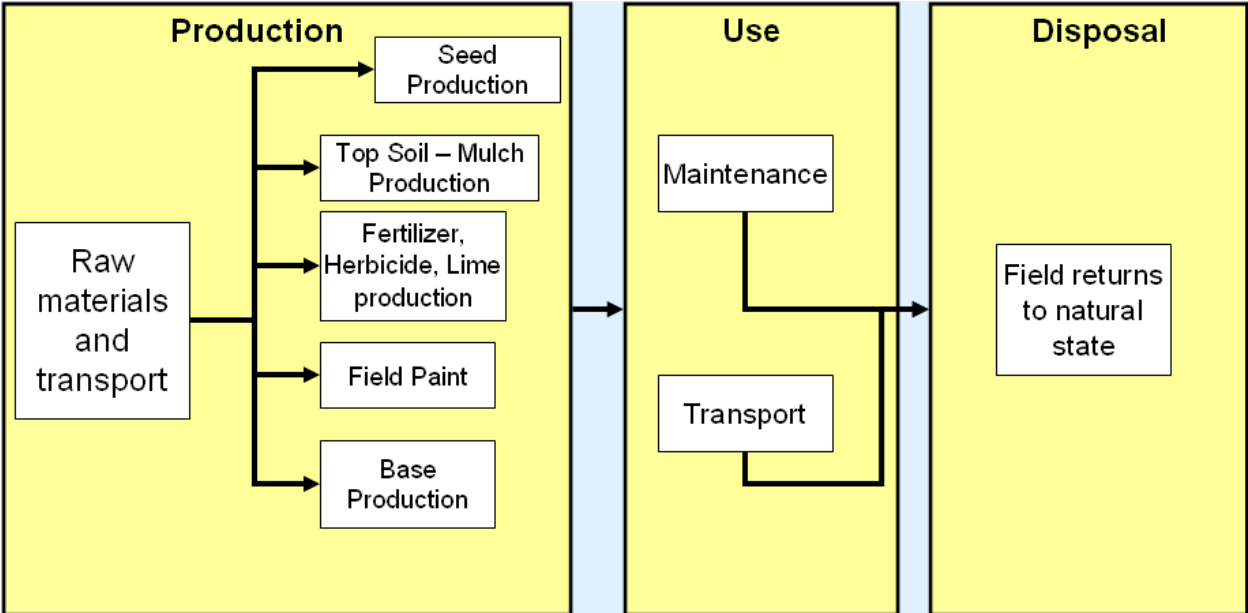 Production
Seed
Production
Top Soil – Mulch
Production
Fertilizer,
Herbicide, Lime
production
Raw
materials
and
transport
Field Paint
Base
Production
Use
Maintenance
Transport
Disposal
Field returns
to natural
state